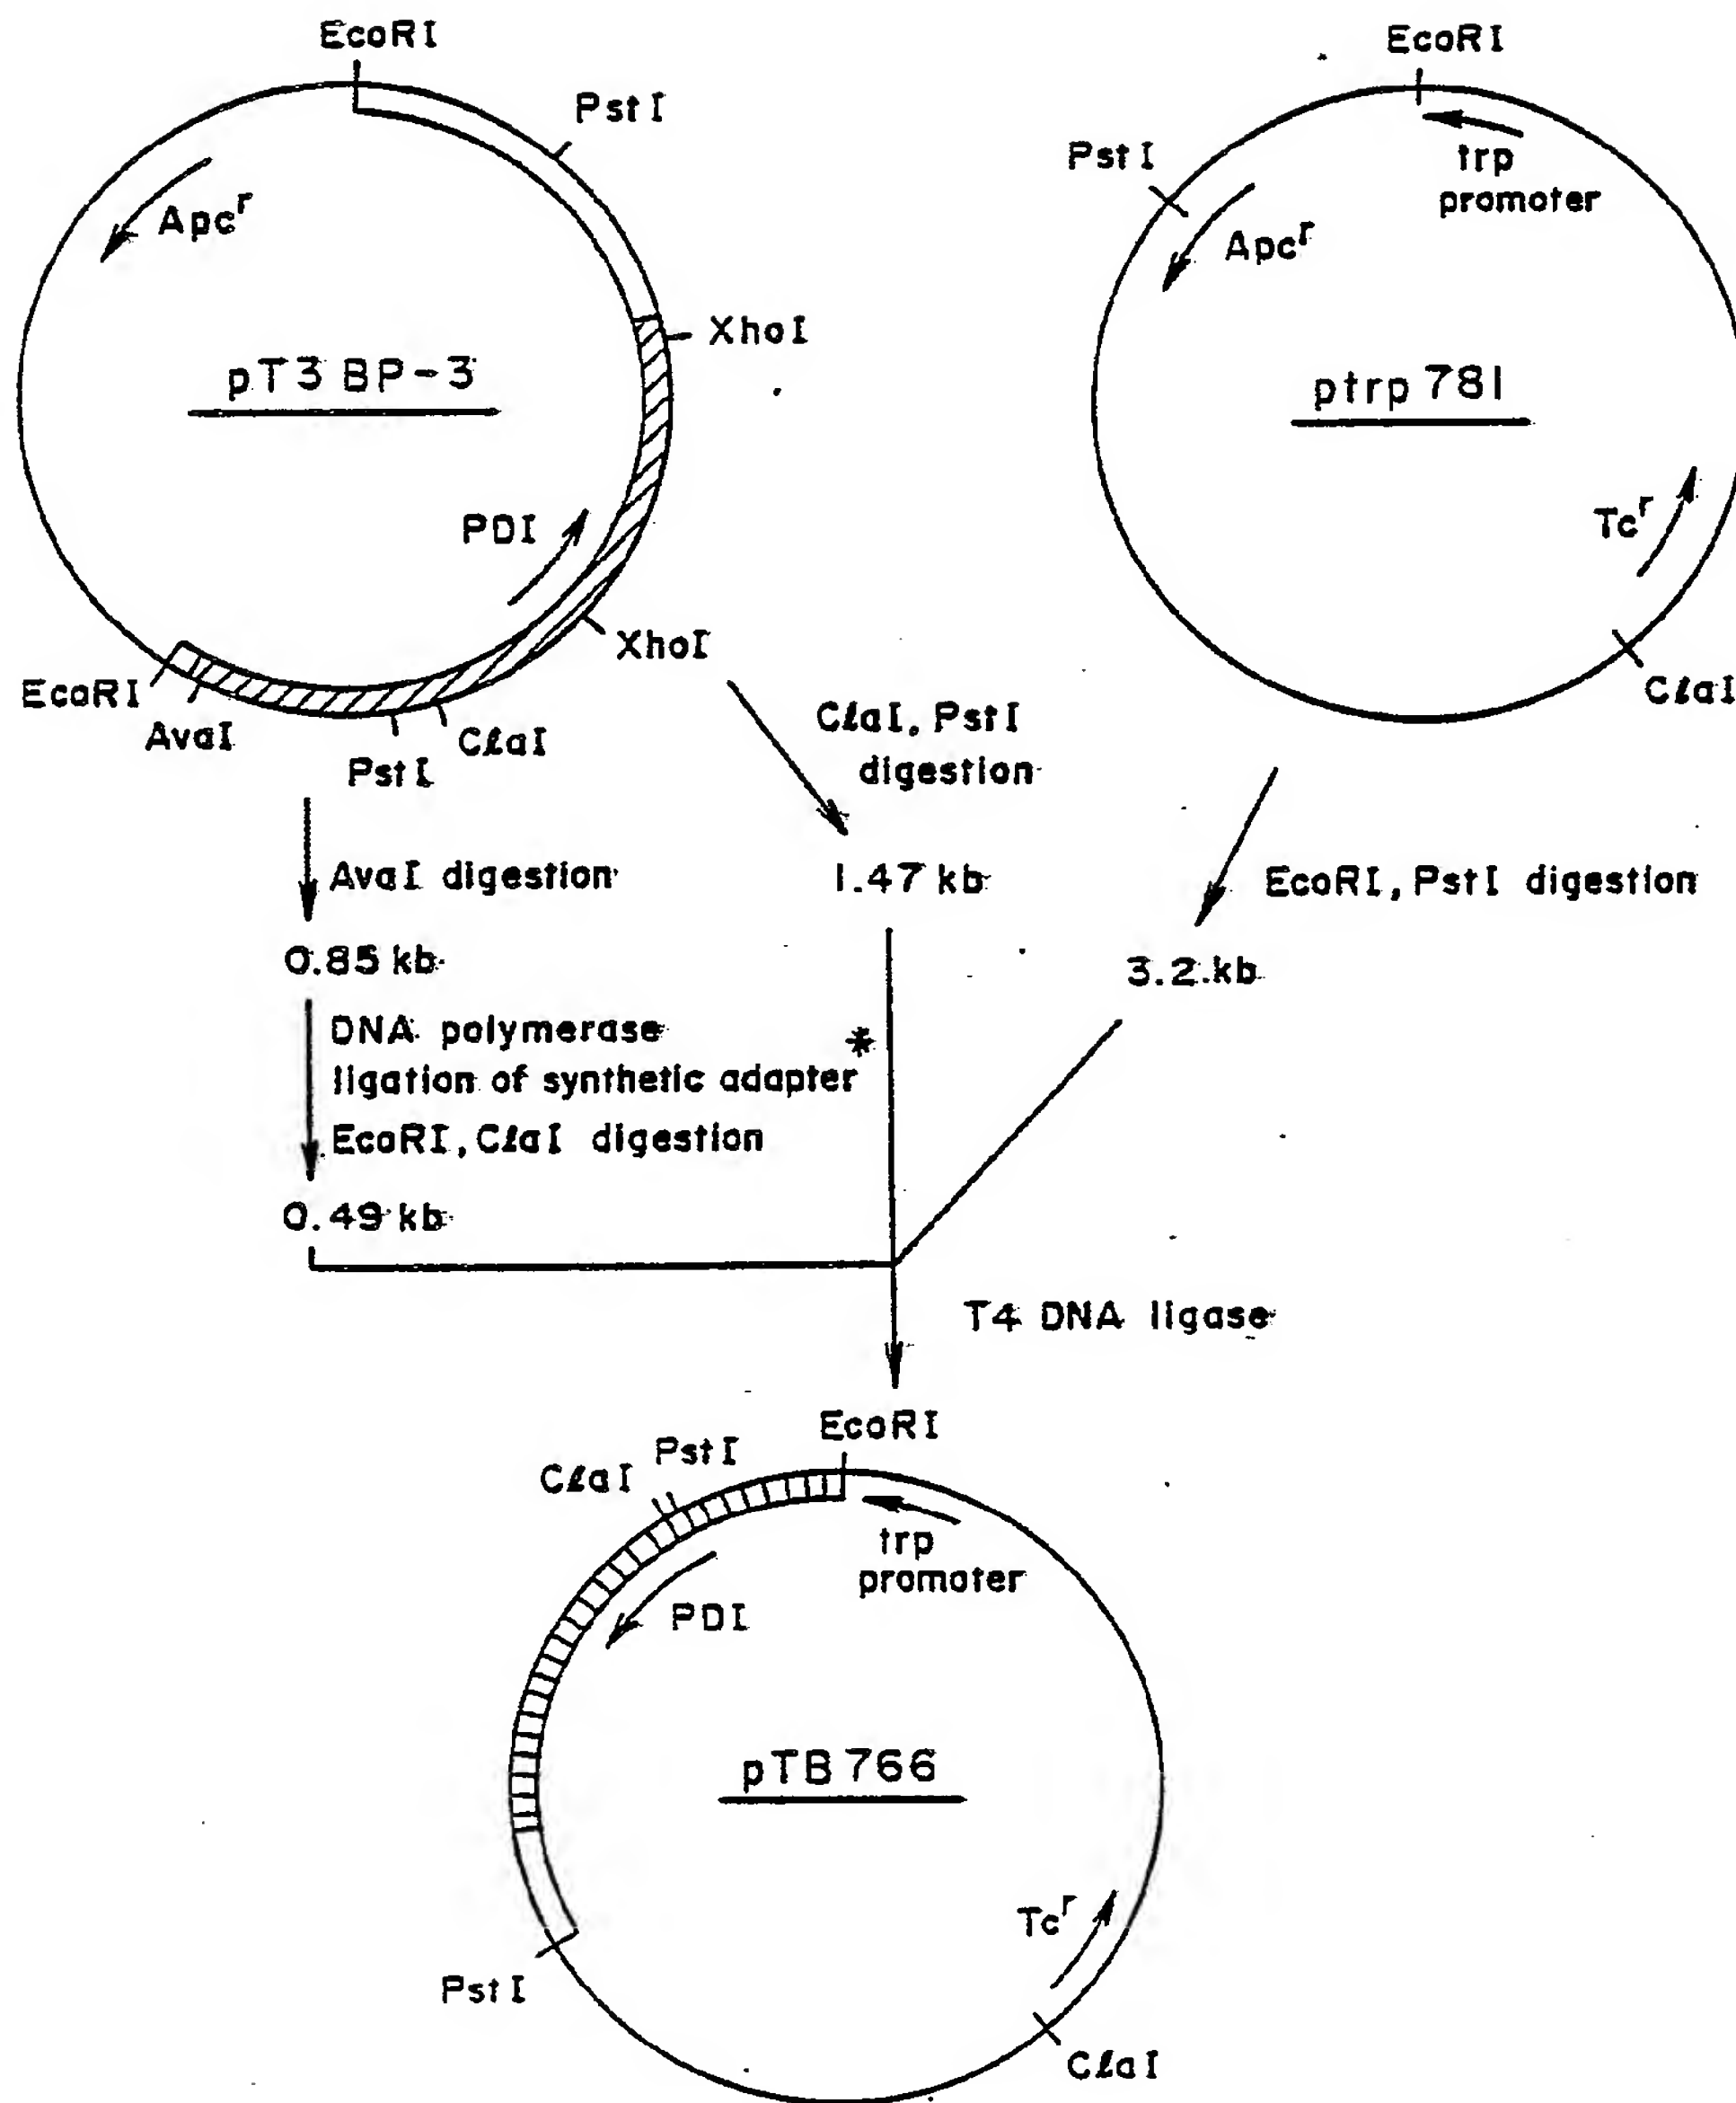 EcoRI
PstI
Apcʳ
XhoI
pT3 BP-3
PDI
XhoI
EcoRI
AvaI
PstI
ClaI
EcoRI
PstI
trp
promoter
Apcʳ
ptrp 781
Tcʳ
ClaI
AvaI digestion
0.85 kb
DNA polymerase
ligation of synthetic adapter*
EcoRI, ClaI digestion
0.49 kb
ClaI, PstI
digestion
1.47 kb
EcoRI, PstI digestion
3.2 kb
T4 DNA ligase
EcoRI
PstI
ClaI
trp
promoter
PDI
pTB 766
Tcʳ
PstI
ClaI